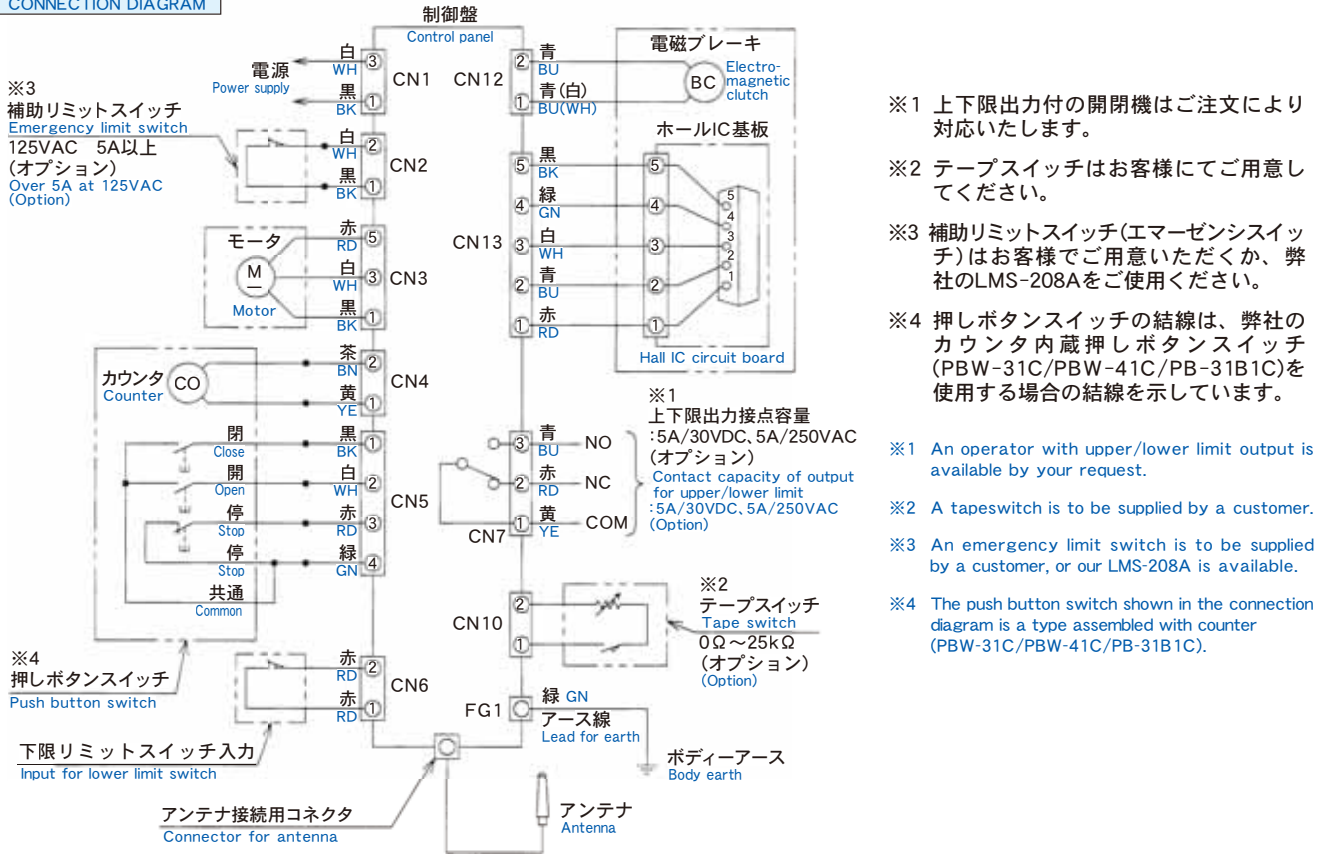 CONNECTION DIAGRAM
制御盤
Control panel
電源
Power supply
白
WH
③
黒
BK
①
CN1
※3
補助リミットスイッチ
Emergency limit switch
125VAC 5A以上
(オプション)
Over 5A at 125VAC
(Option)
白
WH
②
黒
BK
①
CN2
モータ
M
Motor
赤
RD
⑤
白
WH
③
黒
BK
①
CN3
カウンタ
Counter
CO
茶
BN
②
黄
YE
①
CN4
閉
Close
黒
BK
①
開
Open
白
WH
②
停
Stop
赤
RD
③
停
Stop
緑
GN
④
共通
Common
CN5
※4
押しボタンスイッチ
Push button switch
赤
RD
②
赤
RD
①
CN6
下限リミットスイッチ入力
Input for lower limit switch
アンテナ接続用コネクタ
Connector for antenna
アンテナ
Antenna
CN12
②
青
BU
①
青(白)
BU(WH)
電磁ブレーキ
BC
Electro-
magnetic
clutch
ホールIC基板
CN13
⑤
黒
BK
⑤
④
緑
GN
④
③
白
WH
③
②
青
BU
②
①
赤
RD
①
5
4
3
2
1
Hall IC circuit board
CN7
③
青
BU
NO
②
赤
RD
NC
①
黄
YE
COM
※1
上下限出力接点容量
:5A/30VDC、5A/250VAC
(オプション)
Contact capacity of output
for upper/lower limit
:5A/30VDC、5A/250VAC
(Option)
CN10
②
①
※2
テープスイッチ
Tape switch
0Ω～25kΩ
(オプション)
(Option)
FG1
緑 GN
アース線
Lead for earth
ボディーアース
Body earth
※1 上下限出力付の開閉機はご注文により
対応いたします。
※2 テープスイッチはお客様にてご用意し
てください。
※3 補助リミットスイッチ(エマーゼンシスイッ
チ)はお客様でご用意いただくか、弊
社のLMS-208Aをご使用ください。
※4 押しボタンスイッチの結線は、弊社の
カウンタ内蔵押しボタンスイッチ
(PBW-31C/PBW-41C/PB-31B1C)を
使用する場合の結線を示しています。
※1 An operator with upper/lower limit output is
available by your request.
※2 A tapeswitch is to be supplied by a customer.
※3 An emergency limit switch is to be supplied
by a customer, or our LMS-208A is available.
※4 The push button switch shown in the connection
diagram is a type assembled with counter
(PBW-31C/PBW-41C/PB-31B1C).